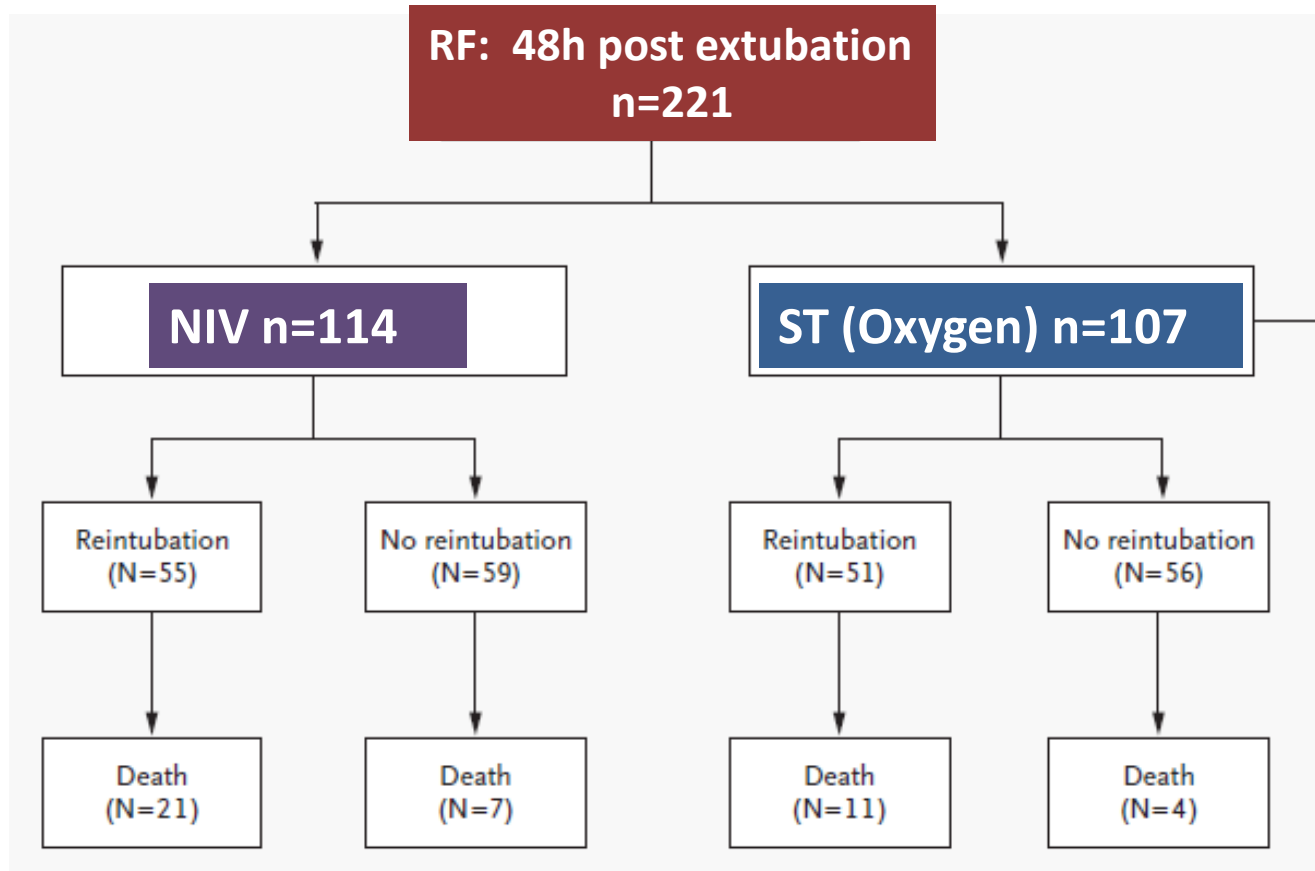 RF:  48h post extubation
n=221
NIV n=114
ST (Oxygen) n=107
Reintubation
(N=55)
No reintubation
(N=59)
Reintubation
(N=51)
No reintubation
(N=56)
Death
(N=21)
Death
(N=7)
Death
(N=11)
Death
(N=4)